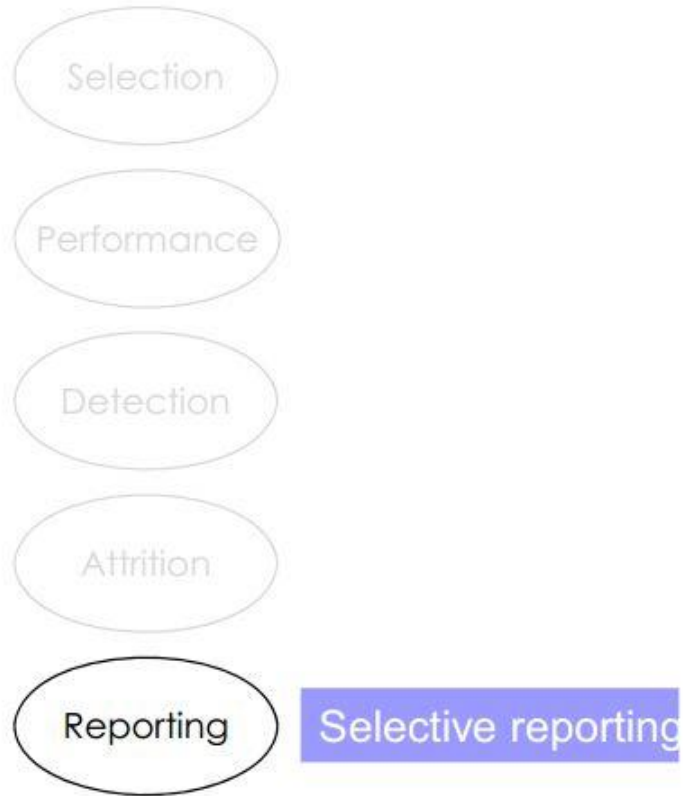 Selection
Performance
Detection
Attrition
Reporting
Selective reporting